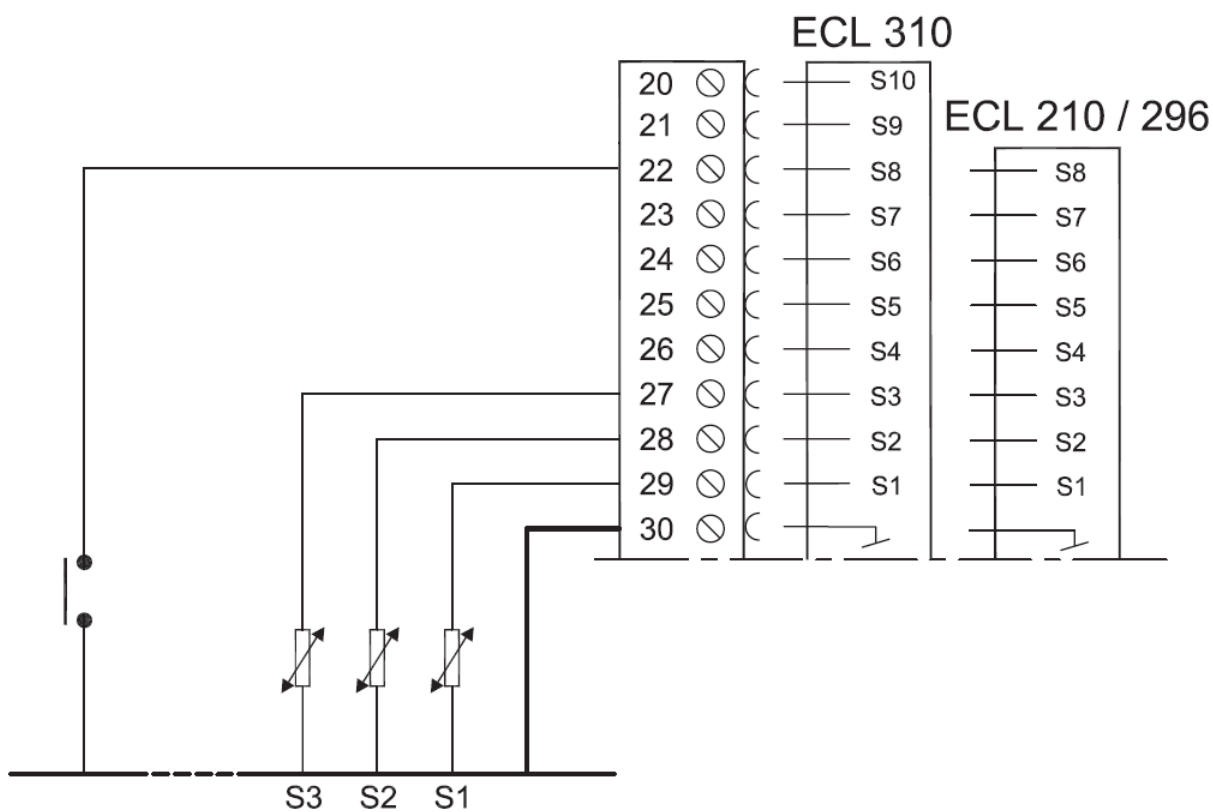 ECL 310
ECL 210 / 296
20 S10
21 S9
22 S8 S8
23 S7 S7
24 S6 S6
25 S5 S5
26 S4 S4
27 S3 S3
28 S2 S2
29 S1 S1
30
S3 S2 S1